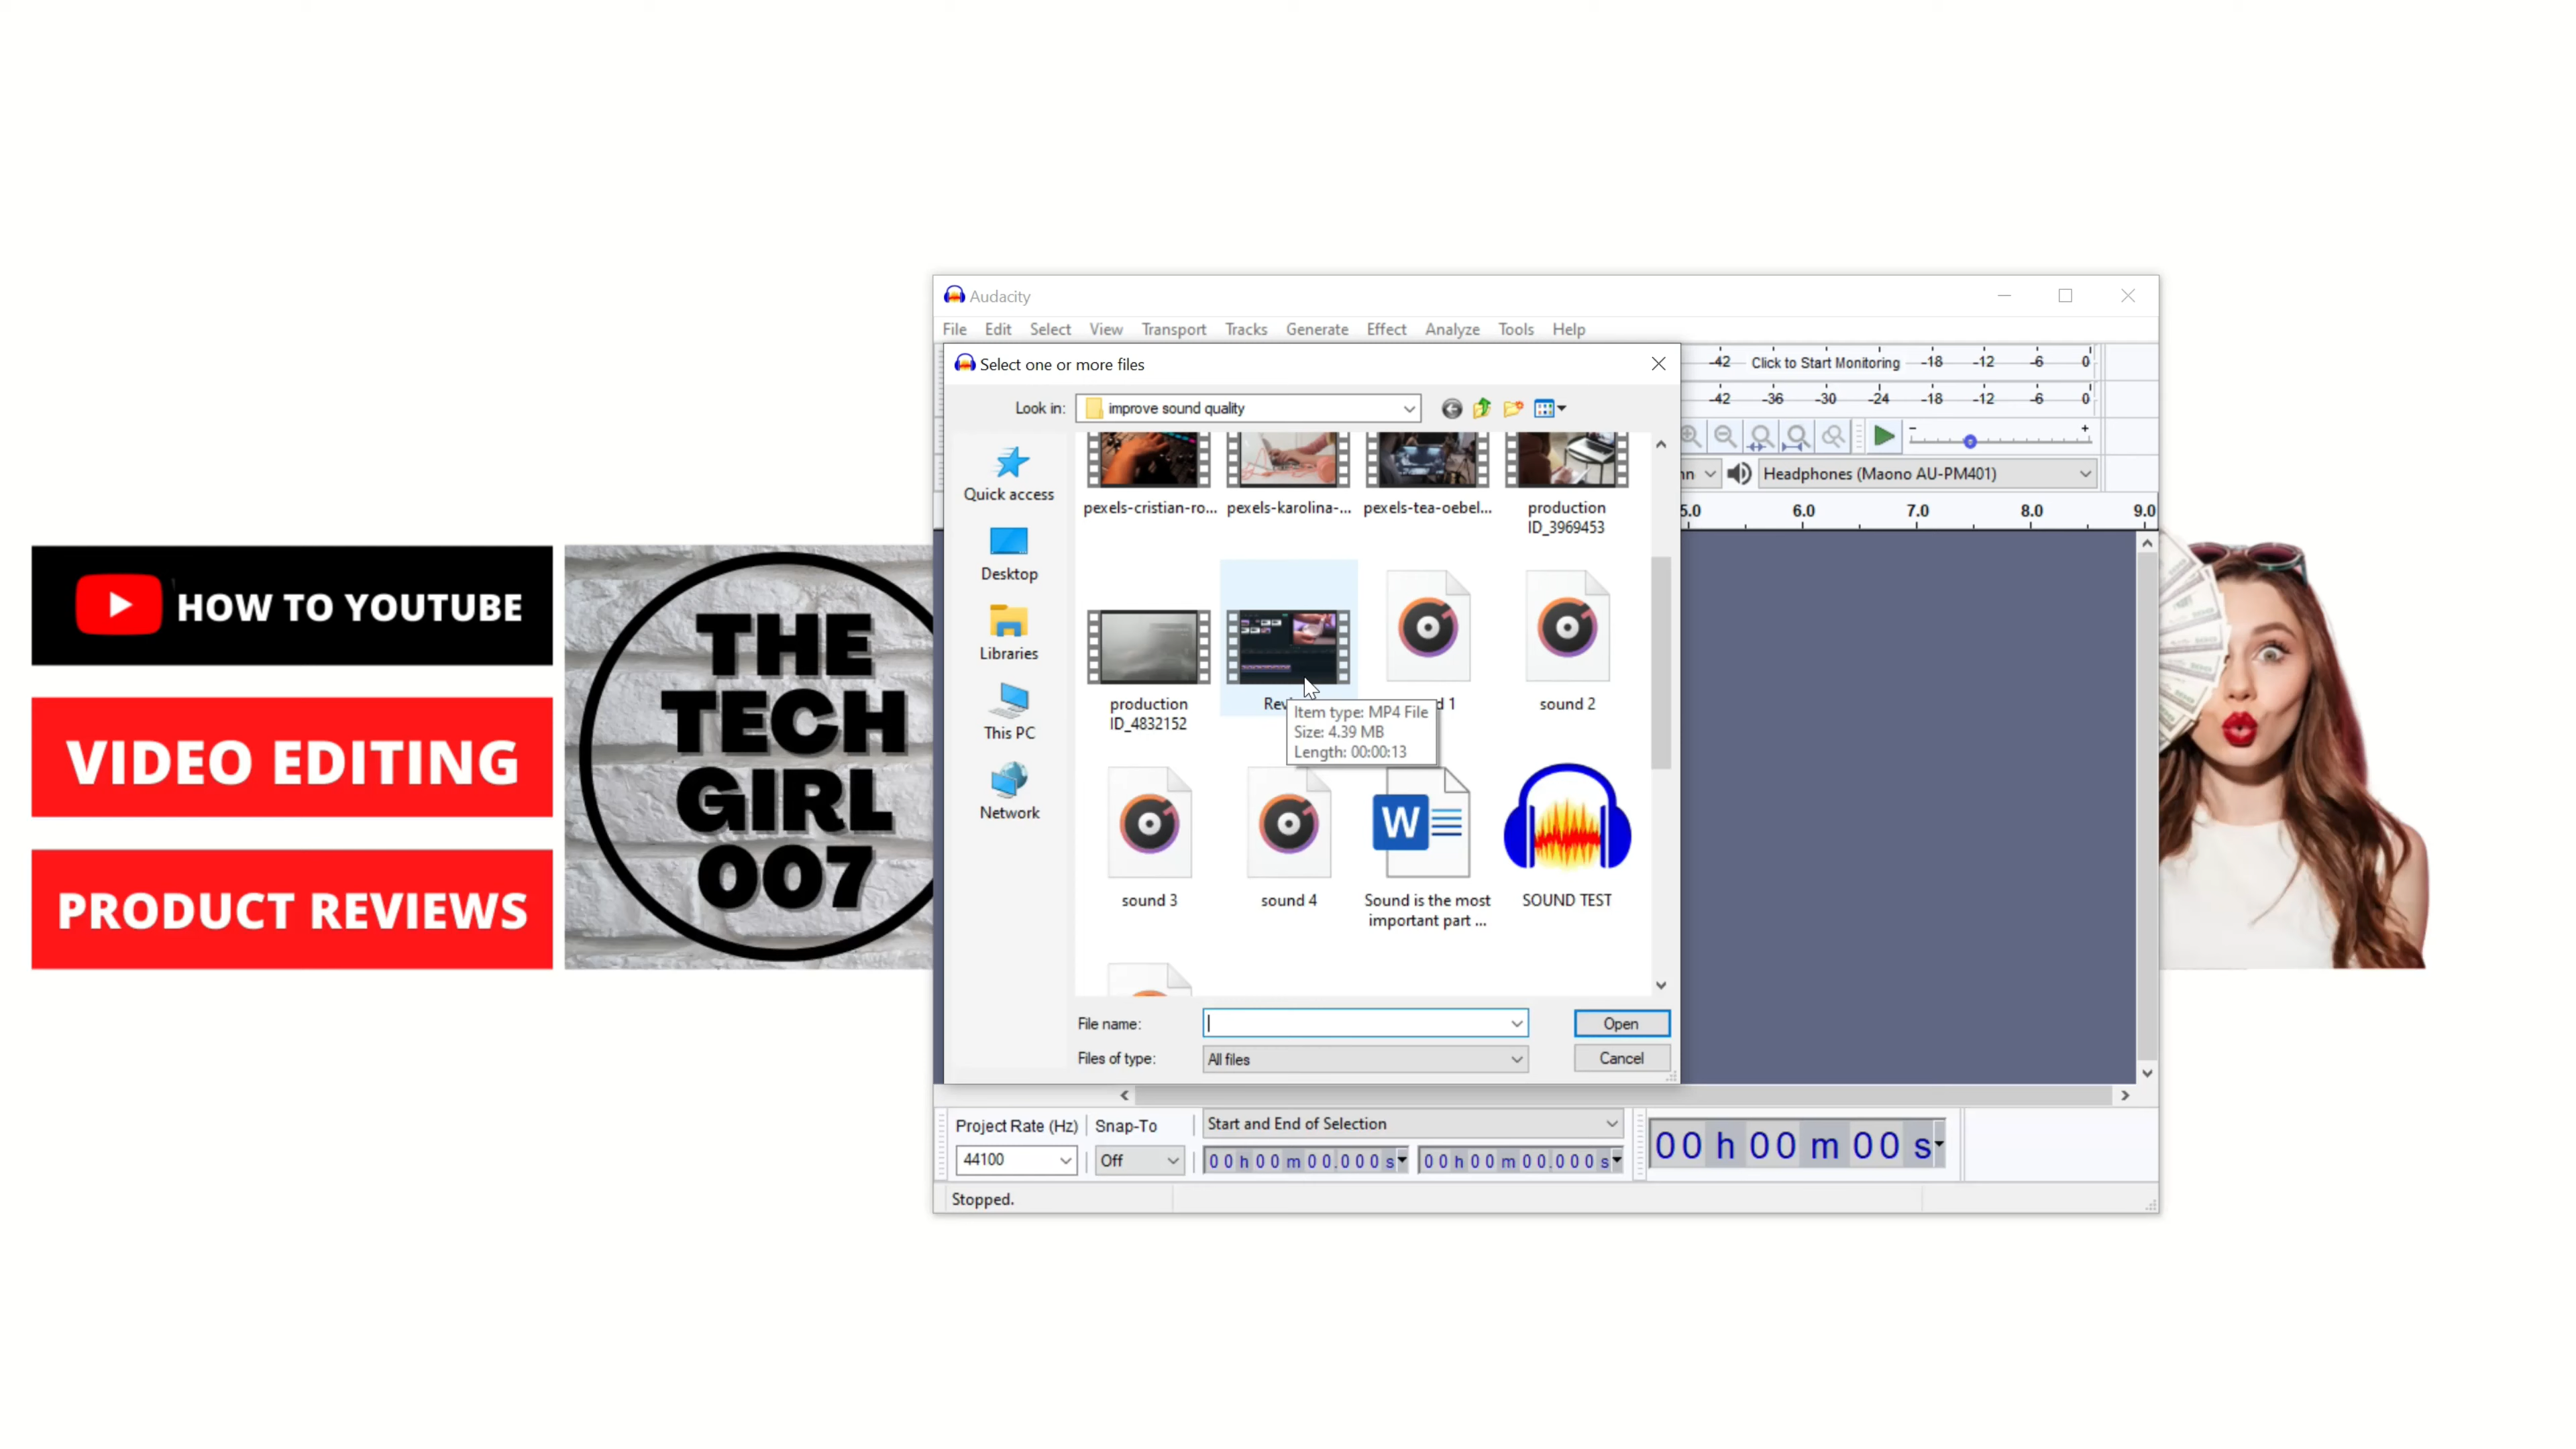 HOW TO YOUTUBE
VIDEO EDITING
PRODUCT REVIEWS
THE
TECH
GIRL
007
Audacity
File Edit Select View Transport Tracks Generate Effect Analyze Tools Help
Select one or more files
-42 Click to Start Monitoring -18 -12 -6 0
Look in: improve sound quality
-42 -36 -30 -24 -18 -12 -6 0
- +
Headphones (Maono AU-PM401)
5.0 6.0 7.0 8.0 9.0
Quick access
Desktop
Libraries
This PC
Network
pexels-cristian-ro... pexels-karolina-... pexels-tea-oebel... production
ID_3969453
production
ID_4832152
sound 2
Item type: MP4 File
Size: 4.39 MB
Length: 00:00:13
W
sound 3 sound 4 Sound is the most
important part ...
SOUND TEST
File name: Open
Files of type: All files Cancel
Project Rate (Hz) Snap-To Start and End of Selection
44100 Off 00 h 00 m 00.000 s 00 h 00 m 00.000 s
00 h 00 m 00 s
Stopped.